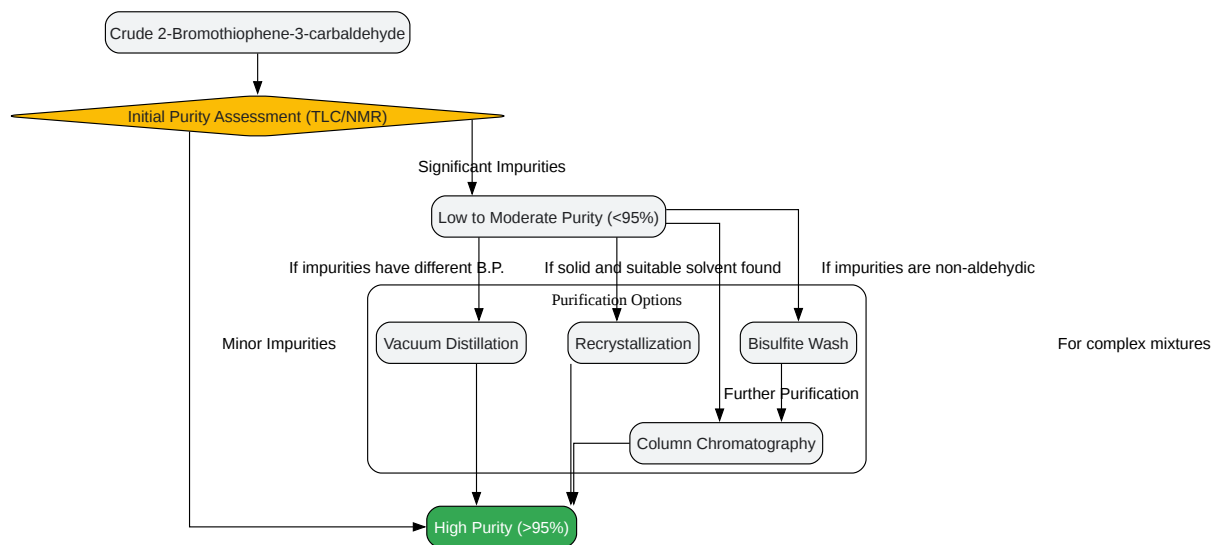 Crude 2-Bromothiophene-3-carbaldehyde
Initial Purity Assessment (TLC/NMR)
Significant Impurities
Low to Moderate Purity (<95%)
If impurities have different B.P.
If solid and suitable solvent found
If impurities are non-aldehydic
Purification Options
Minor Impurities
Vacuum Distillation
Recrystallization
Bisulfite Wash
For complex mixtures
Further Purification
Column Chromatography
High Purity (>95%)